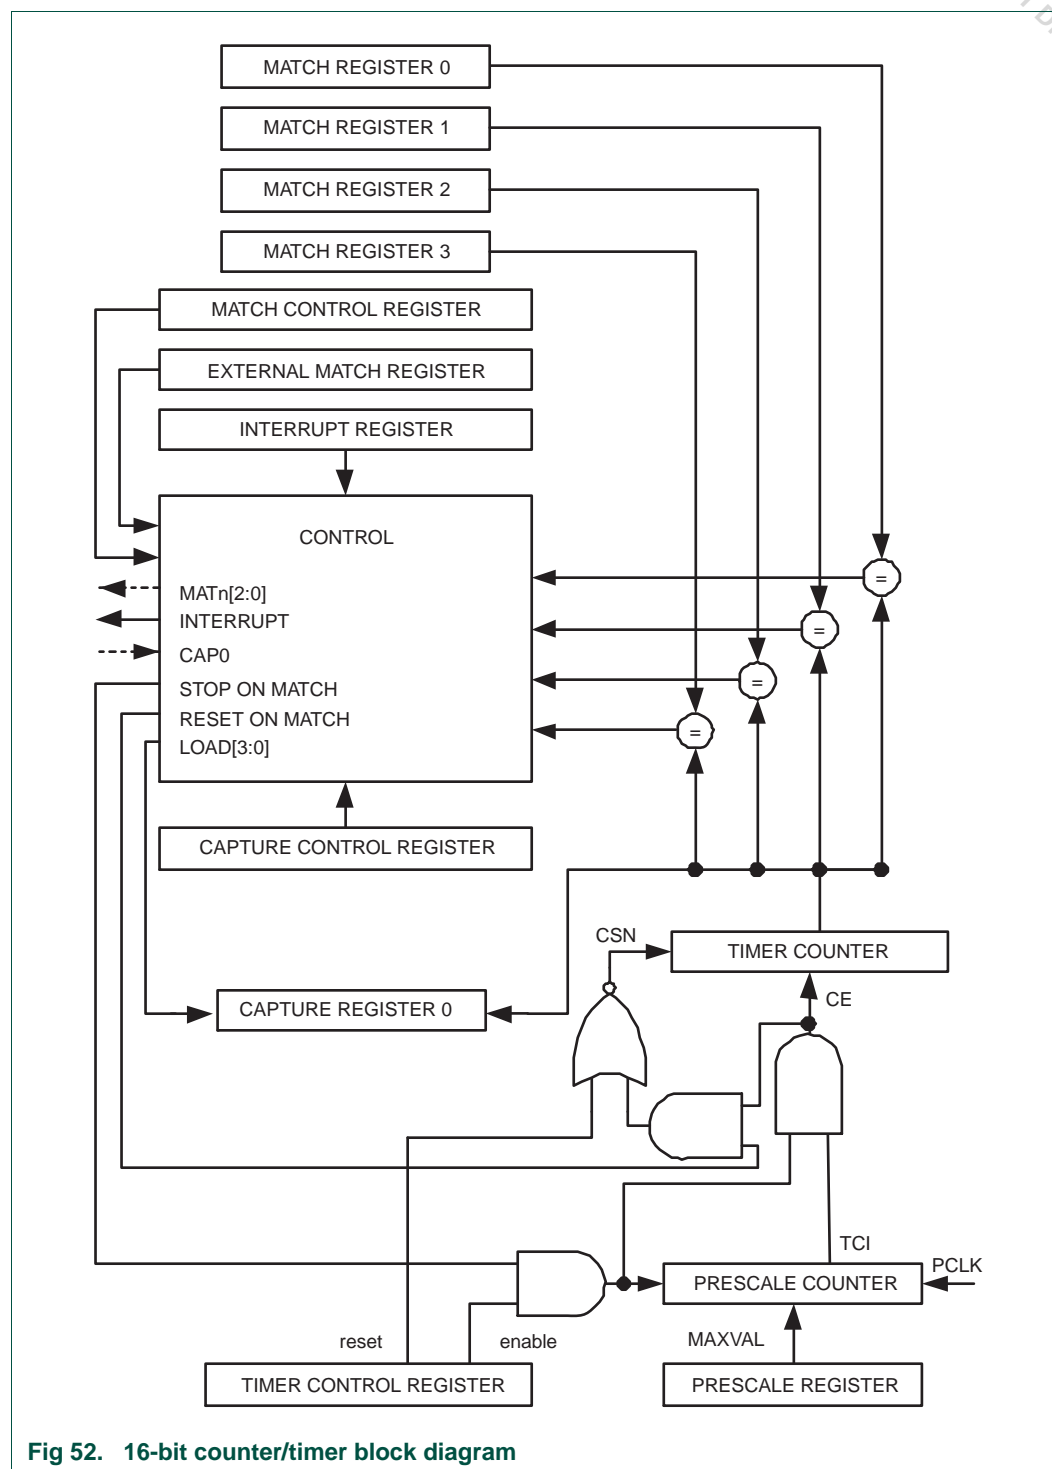 MATCH REGISTER 0
MATCH REGISTER 1
MATCH REGISTER 2
MATCH REGISTER 3
MATCH CONTROL REGISTER
EXTERNAL MATCH REGISTER
INTERRUPT REGISTER
CONTROL
MATn[2:0]
INTERRUPT
CAP0
STOP ON MATCH
RESET ON MATCH
LOAD[3:0]
=
=
=
=
CAPTURE CONTROL REGISTER
CSN
TIMER COUNTER
CAPTURE REGISTER 0
CE
TCI
PCLK
PRESCALE COUNTER
reset
enable
MAXVAL
TIMER CONTROL REGISTER
PRESCALE REGISTER
Fig 52. 16-bit counter/timer block diagram